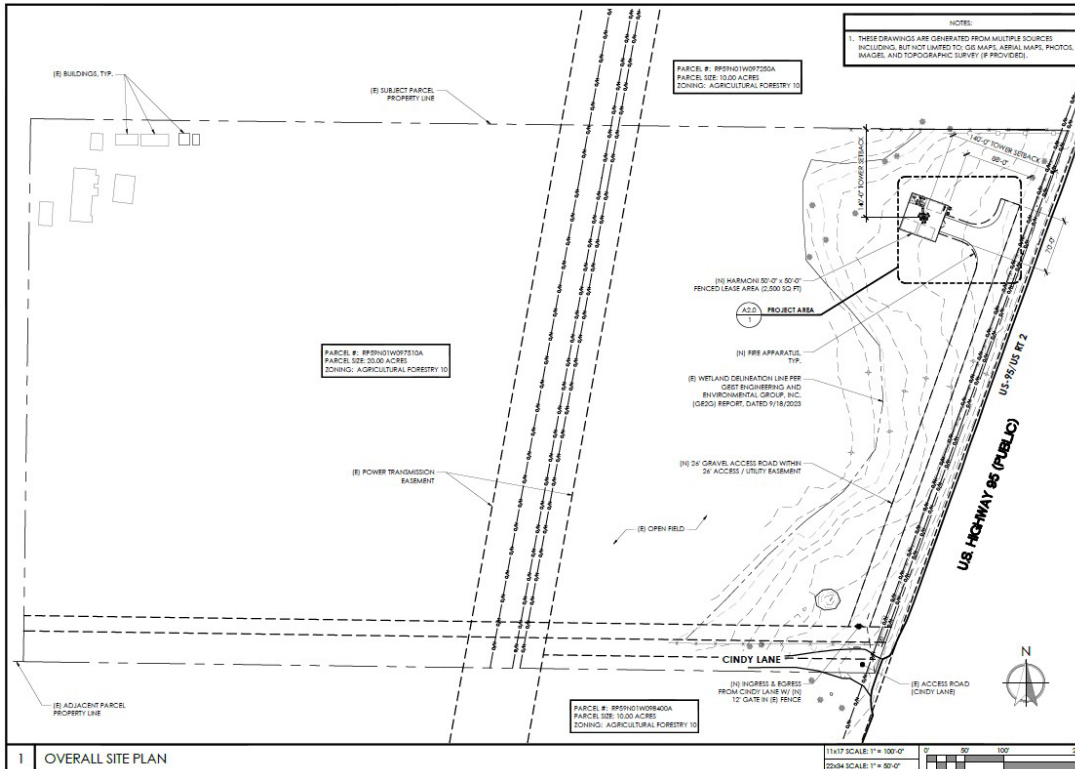 NOTES:
1. THESE DRAWINGS ARE GENERATED FROM MULTIPLE SOURCES
INCLUDING, BUT NOT LIMITED TO: GIS MAPS, AERIAL MAPS, PHOTOS,
IMAGES, AND TOPOGRAPHIC SURVEY (IF PROVIDED).
(E) BUILDINGS, TYP.
(E) SUBJECT PARCEL
PROPERTY LINE
PARCEL #: RP59N01W097250A
PARCEL SIZE: 10.00 ACRES
ZONING: AGRICULTURAL FORESTRY 10
140'-0" TOWER SETBACK
88'-0"
140'-0" TOWER SETBACK
70'-0"
(N) HARMONI 50'-0" x 50'-0"
FENCED LEASE AREA (2,500 SQ FT)
A2.0
1
PROJECT AREA
(N) FIRE APPARATUS,
TYP.
PARCEL #: RP59N01W097510A
PARCEL SIZE: 20.00 ACRES
ZONING: AGRICULTURAL FORESTRY 10
(E) WETLAND DELINEATION LINE PER
GEIST ENGINEERING AND
ENVIRONMENTAL GROUP, INC.
(GE2G) REPORT, DATED 9/18/2023
US-95/US RT 2
U.S. HIGHWAY 95 (PUBLIC)
(E) POWER TRANSMISSION
EASEMENT
(N) 26' GRAVEL ACCESS ROAD WITHIN
26' ACCESS / UTILITY EASEMENT
(E) OPEN FIELD
CINDY LANE
N
(N) INGRESS & EGRESS
FROM CINDY LANE W/ (N)
12' GATE IN (E) FENCE
(E) ACCESS ROAD
(CINDY LANE)
(E) ADJACENT PARCEL
PROPERTY LINE
PARCEL #: RP59N01W098400A
PARCEL SIZE: 10.00 ACRES
ZONING: AGRICULTURAL FORESTRY 10
1 OVERALL SITE PLAN
11x17 SCALE: 1" = 100'-0"
22x34 SCALE: 1" = 50'-0"
0' 50' 100'